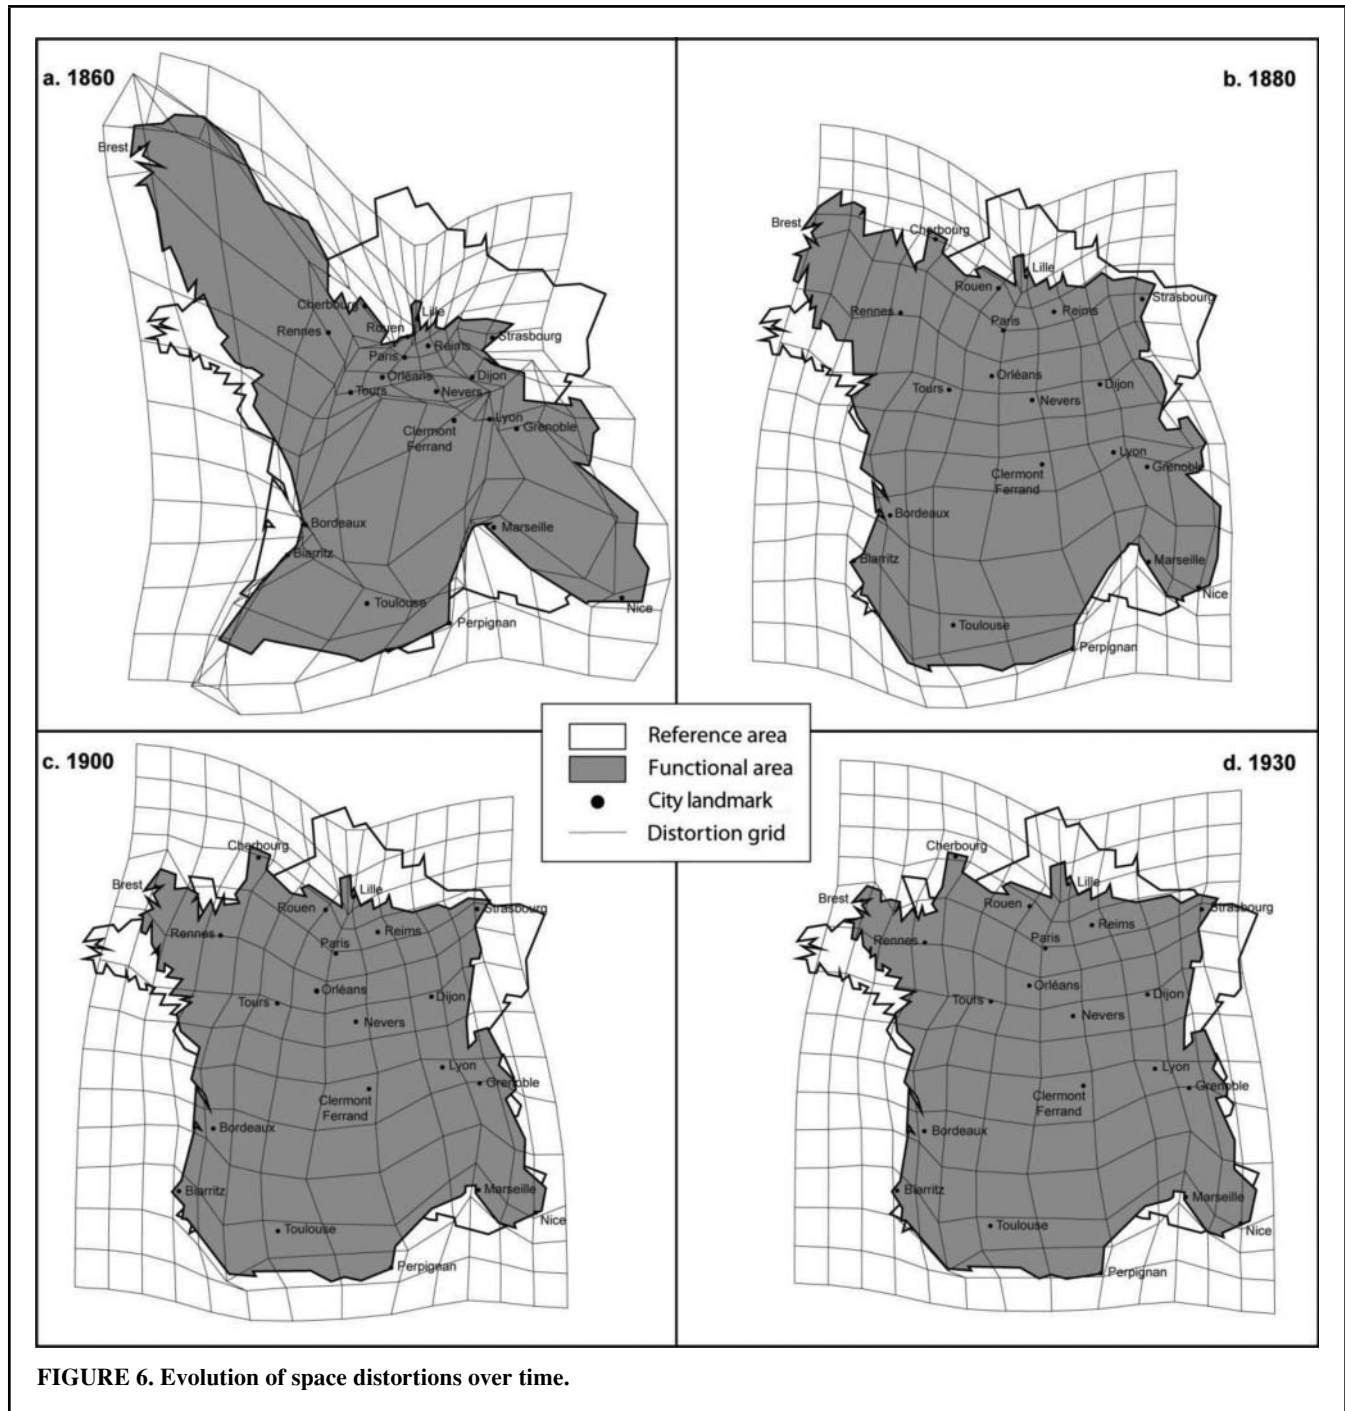 a. 1860
Brest
Cherbourg
Lille
Rouen
Rennes
Strasbourg
Reims
Paris
Orléans
Dijon
Tours
Nevers
Lyon
Clermont
Ferrand
Grenoble
Bordeaux
Marseille
Biarritz
Toulouse
Nice
Perpignan
b. 1880
Brest
Cherbourg
Lille
Rouen
Strasbourg
Rennes
Reims
Paris
Orléans
Dijon
Tours
Nevers
Lyon
Grenoble
Clermont
Ferrand
Bordeaux
Biarritz
Marseille
Nice
Toulouse
Perpignan
Reference area
Functional area
City landmark
Distortion grid
c. 1900
Cherbourg
Brest
Lille
Rouen
Strasbourg
Rennes
Reims
Paris
Orléans
Tours
Dijon
Nevers
Lyon
Grenoble
Clermont
Ferrand
Bordeaux
Biarritz
Marseille
Nice
Toulouse
Perpignan
d. 1930
Cherbourg
Lille
Brest
Rouen
Strasbourg
Reims
Rennes
Paris
Orléans
Tours
Dijon
Nevers
Lyon
Grenoble
Clermont
Ferrand
Bordeaux
Biarritz
Marseille
Toulouse
Nice
Perpignan
FIGURE 6. Evolution of space distortions over time.